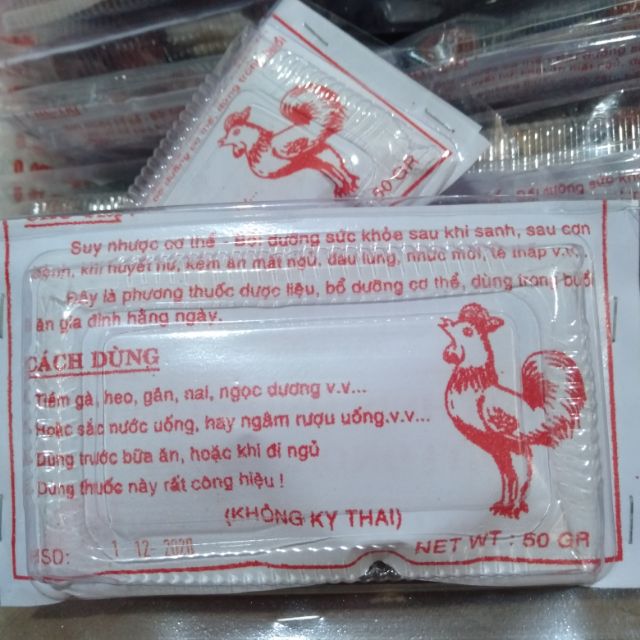 Suy nhược cơ thể - Bồi dưỡng sức khỏe sau khi sanh, sau cơn
bệnh, khí huyết hư, kém ăn mất ngủ, đau lưng, nhức mỏi, tê thấp v.v.
Đây là phương thuốc dược liệu, bổ dưỡng cơ thể, dùng trong buổi
ăn gia đình hằng ngày.
CÁCH DÙNG
Tiềm gà, heo, gân, nai, ngọc dương v.v...
Hoặc sắc nước uống, hay ngâm rượu uống.v.v...
Dùng trước bữa ăn, hoặc khi đi ngủ
Dùng thuốc này rất công hiệu !
(KHÔNG KỴ THAI)
HSD: 1 12 2020
NET WT : 50 GR
50 GR